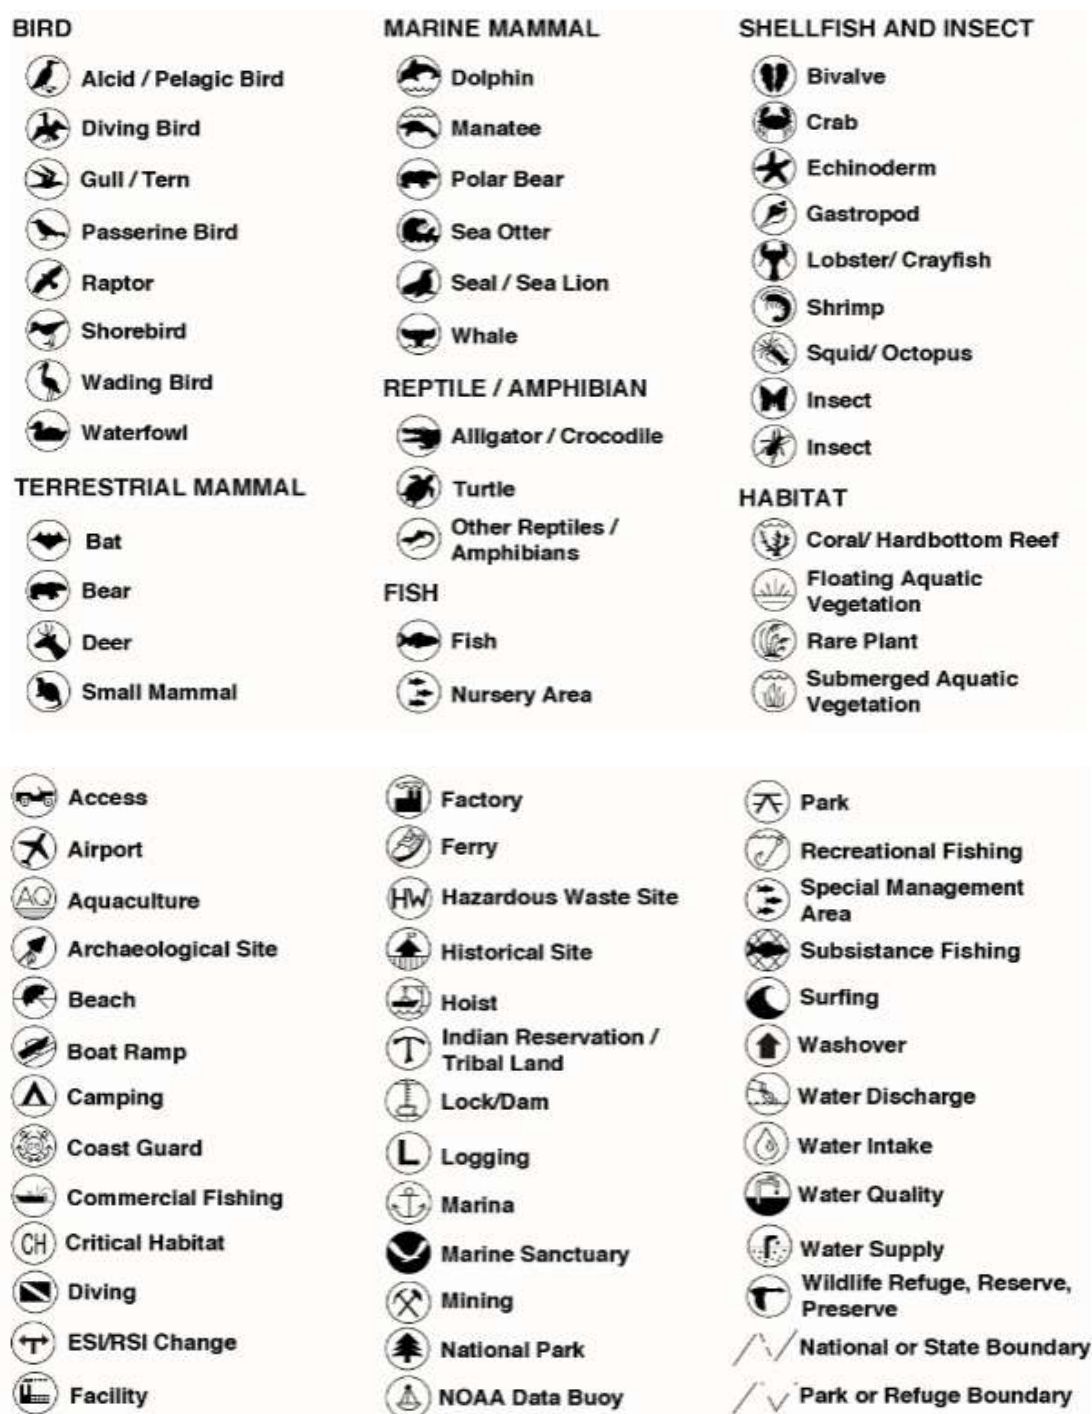 BIRD
Alcid / Pelagic Bird
Diving Bird
Gull / Tern
Passerine Bird
Raptor
Shorebird
Wading Bird
Waterfowl
TERRESTRIAL MAMMAL
Bat
Bear
Deer
Small Mammal
MARINE MAMMAL
Dolphin
Manatee
Polar Bear
Sea Otter
Seal / Sea Lion
Whale
REPTILE / AMPHIBIAN
Alligator / Crocodile
Turtle
Other Reptiles /
Amphibians
FISH
Fish
Nursery Area
SHELLFISH AND INSECT
Bivalve
Crab
Echinoderm
Gastropod
Lobster/ Crayfish
Shrimp
Squid/ Octopus
Insect
Insect
HABITAT
Coral/ Hardbottom Reef
Floating Aquatic
Vegetation
Rare Plant
Submerged Aquatic
Vegetation
Access
Airport
AQ Aquaculture
Archaeological Site
Beach
Boat Ramp
Camping
Coast Guard
Commercial Fishing
CH Critical Habitat
Diving
T ESI/RSI Change
Facility
Factory
Ferry
HW Hazardous Waste Site
Historical Site
Hoist
Indian Reservation /
Tribal Land
Lock/Dam
L Logging
Marina
Marine Sanctuary
Mining
National Park
NOAA Data Buoy
Park
Recreational Fishing
Special Management
Area
Subsistance Fishing
Surfing
Washover
Water Discharge
Water Intake
Water Quality
Water Supply
Wildlife Refuge, Reserve,
Preserve
National or State Boundary
Park or Refuge Boundary